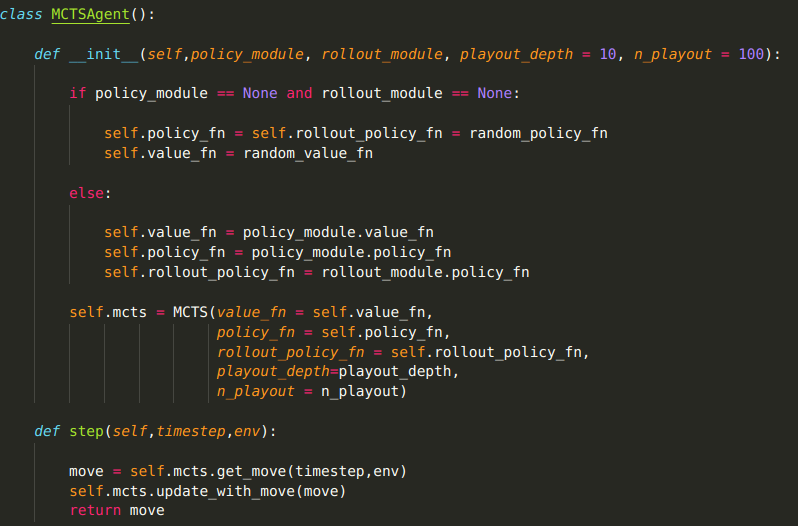 class MCTSAgent():
def __init__(self,policy_module, rollout_module, playout_depth = 10, n_playout = 100):
if policy_module == None and rollout_module == None:
self.policy_fn = self.rollout_policy_fn = random_policy_fn
self.value_fn = random_value_fn
else:
self.value_fn = policy_module.value_fn
self.policy_fn = policy_module.policy_fn
self.rollout_policy_fn = rollout_module.policy_fn
self.mcts = MCTS(value_fn = self.value_fn,
policy_fn = self.policy_fn,
rollout_policy_fn = self.rollout_policy_fn,
playout_depth=playout_depth,
n_playout = n_playout)
def step(self,timestep,env):
move = self.mcts.get_move(timestep,env)
self.mcts.update_with_move(move)
return move